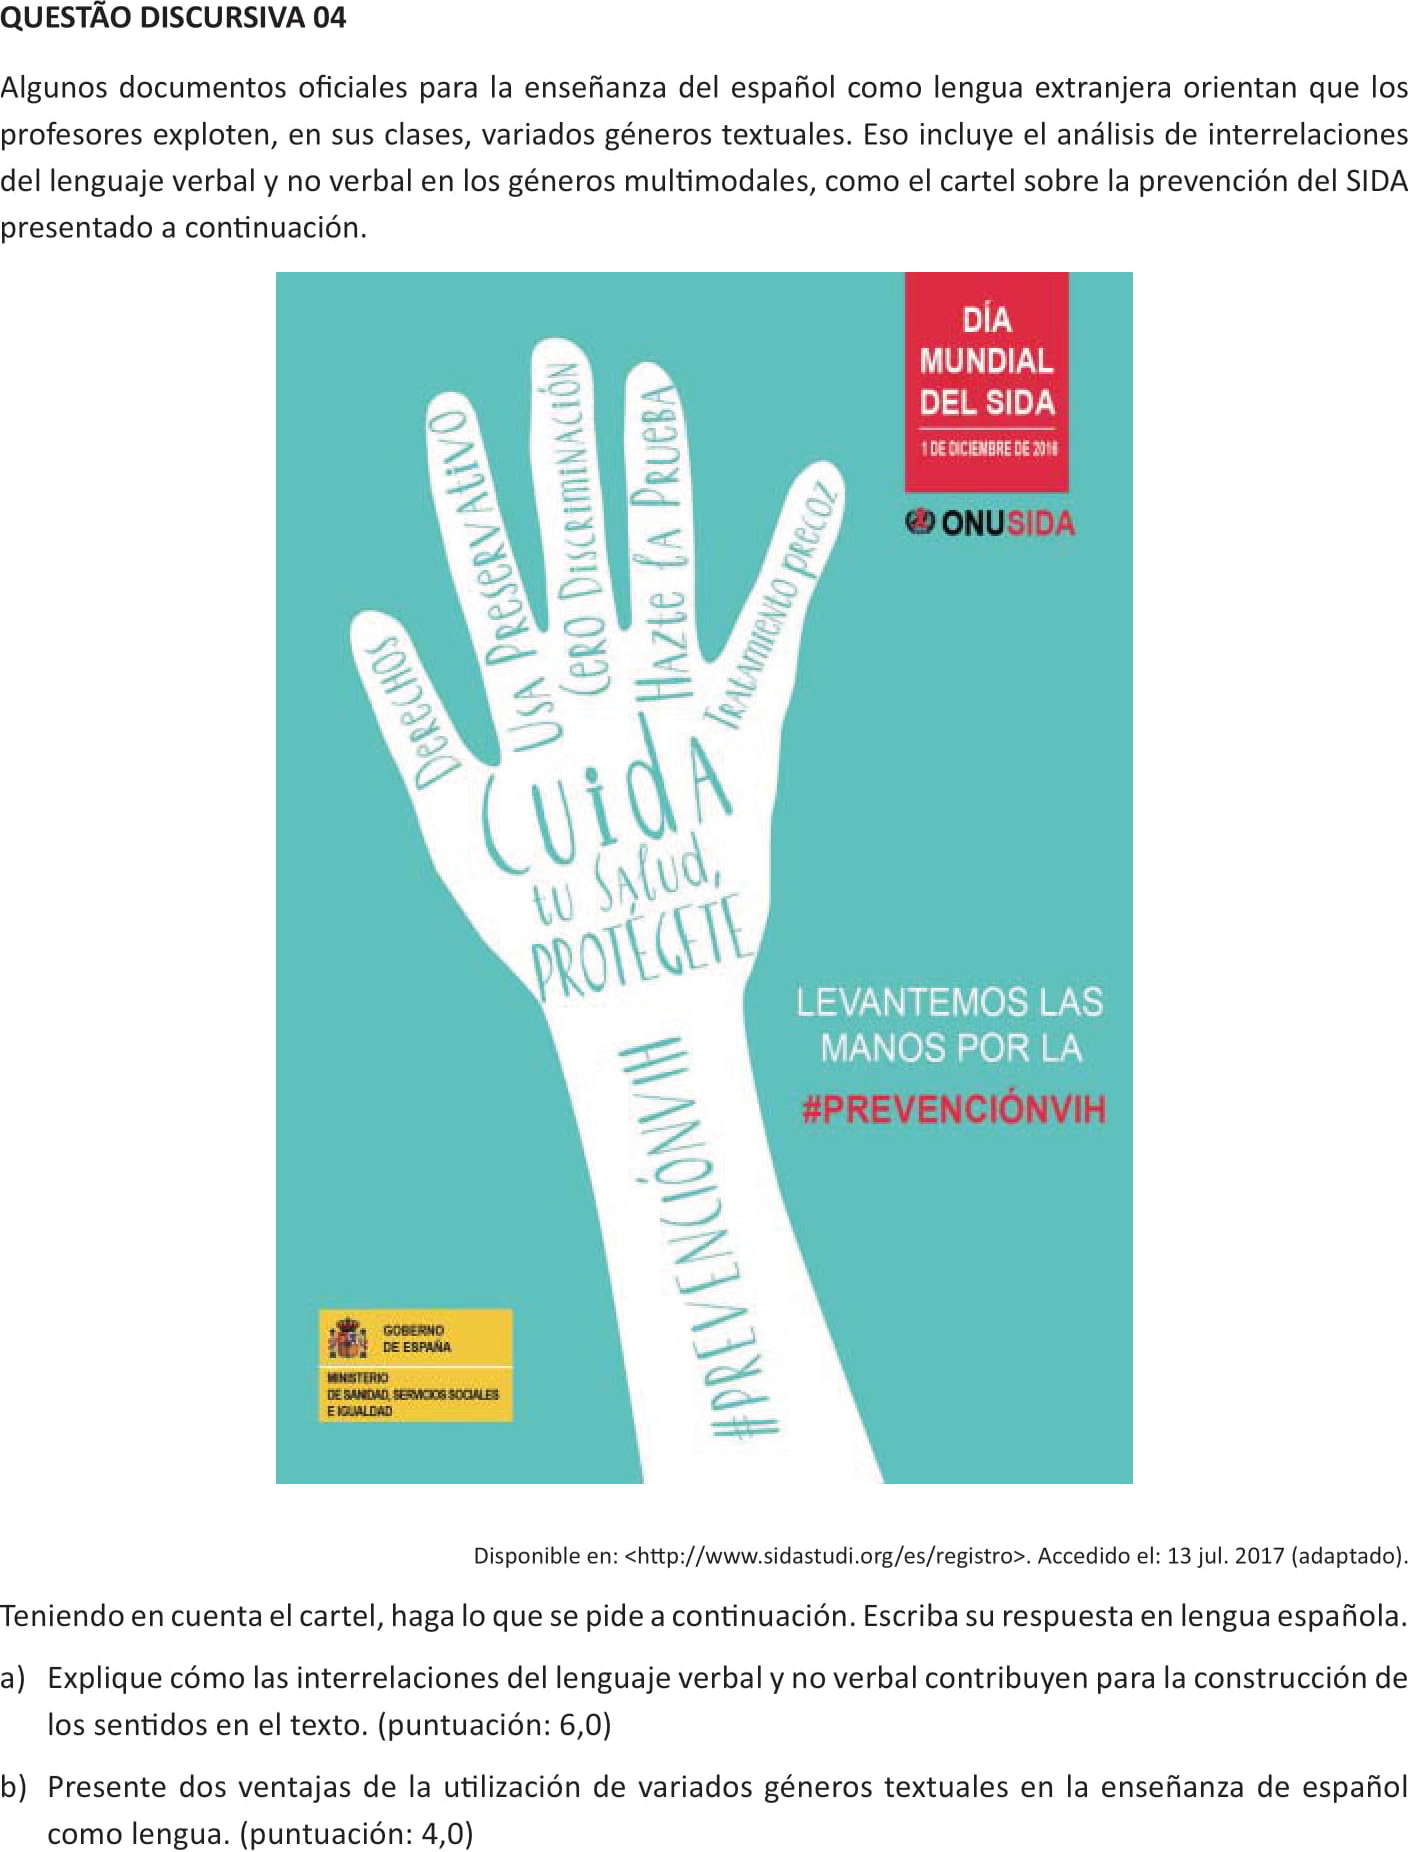 QUESTÃO DISCURSIVA 04
Algunos documentos oficiales para la enseñanza del español como lengua extranjera orientan que los
profesores exploten, en sus clases, variados géneros textuales. Eso incluye el análisis de interrelaciones
del lenguaje verbal y no verbal en los géneros multimodales, como el cartel sobre la prevención del SIDA
presentado a continuación.
DÍA
MUNDIAL
DEL SIDA
1 DE DICIEMBRE DE 2016
ONUSIDA
DERECHOS
USA PRESERVATIVO
CERO DISCRIMINACIÓN
HAZTE LA PRUEBA
TRATAMIENTO PRECOZ
CUIDA
TU SALUD,
PROTÉGETE
#PREVENCIÓNVIH
LEVANTEMOS LAS
MANOS POR LA
#PREVENCIÓNVIH
GOBIERNO
DE ESPAÑA
MINISTERIO
DE SANIDAD, SERVICIOS SOCIALES
E IGUALDAD
Disponible en: <http://www.sidastudi.org/es/registro>. Accedido el: 13 jul. 2017 (adaptado).
Teniendo en cuenta el cartel, haga lo que se pide a continuación. Escriba su respuesta en lengua española.
a) Explique cómo las interrelaciones del lenguaje verbal y no verbal contribuyen para la construcción de
los sentidos en el texto. (puntuación: 6,0)
b) Presente dos ventajas de la utilización de variados géneros textuales en la enseñanza de español
como lengua. (puntuación: 4,0)